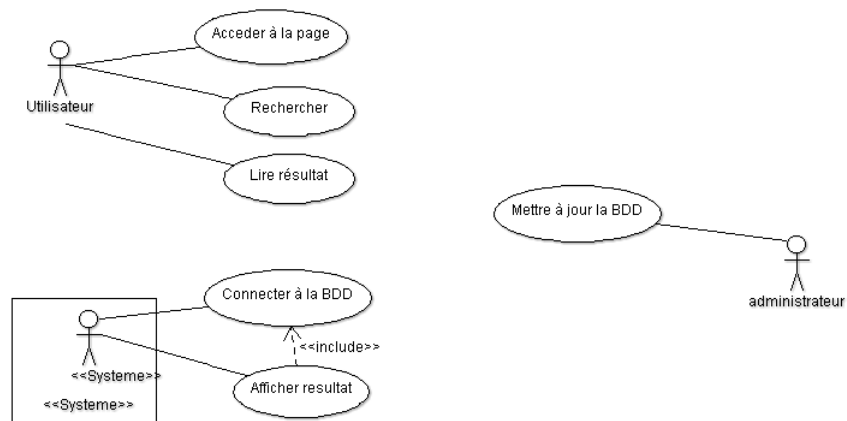 Acceder à la page
Utilisateur
Rechercher
Lire résultat
Mettre à jour la BDD
administrateur
Connecter à la BDD
<<include>>
<<Systeme>>
Afficher resultat
<<Systeme>>